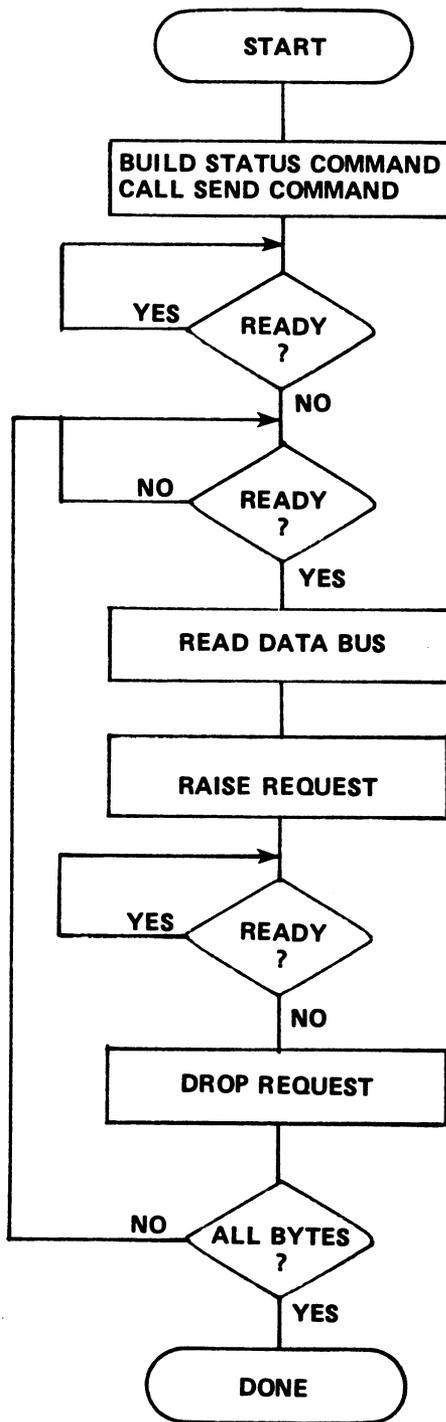 START
BUILD STATUS COMMAND
CALL SEND COMMAND
YES
READY
?
NO
NO
READY
?
YES
READ DATA BUS
RAISE REQUEST
YES
READY
?
NO
DROP REQUEST
NO
ALL BYTES
?
YES
DONE